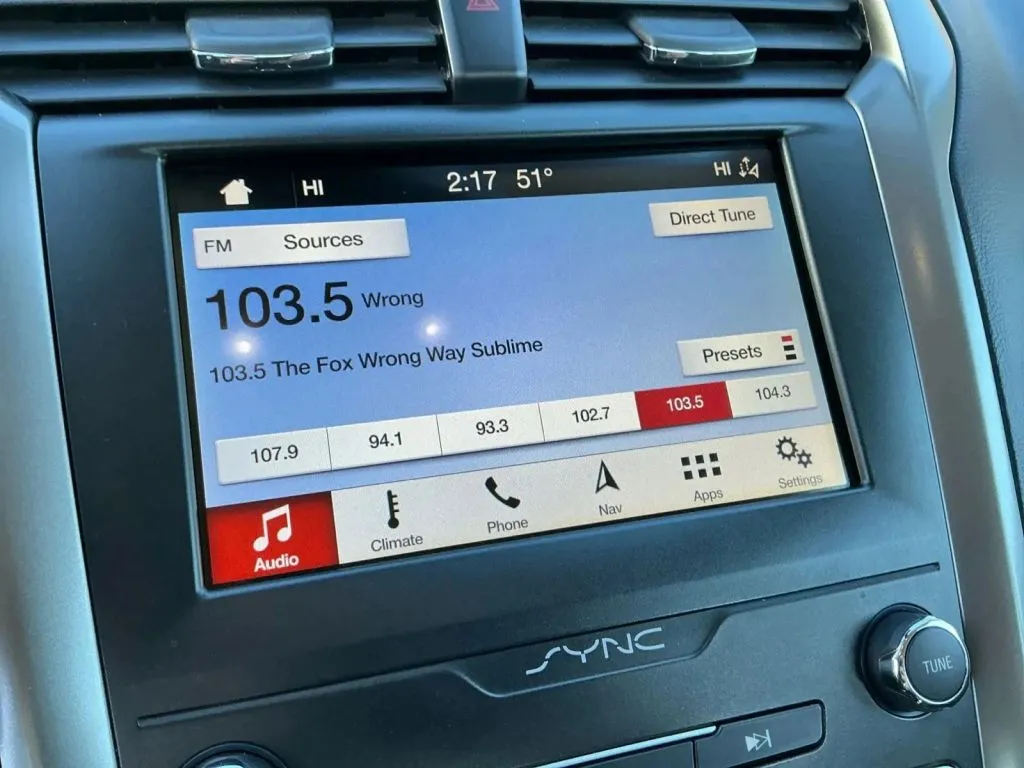 HI 2:17 51° HI
FM Sources Direct Tune
103.5 Wrong
103.5 The Fox Wrong Way Sublime
Presets
107.9 94.1 93.3 102.7 103.5 104.3
Audio Climate Phone Nav Apps Settings
SYNC
TUNE